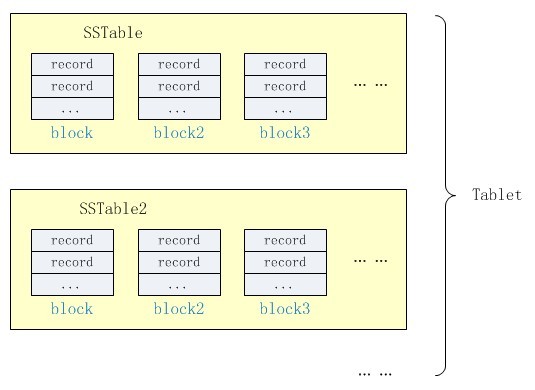 SSTable
record record record
record record record ... ...
... ... ...
block block2 block3
Tablet
SSTable2
record record record
record record record ... ...
... ... ...
block block2 block3
... ...